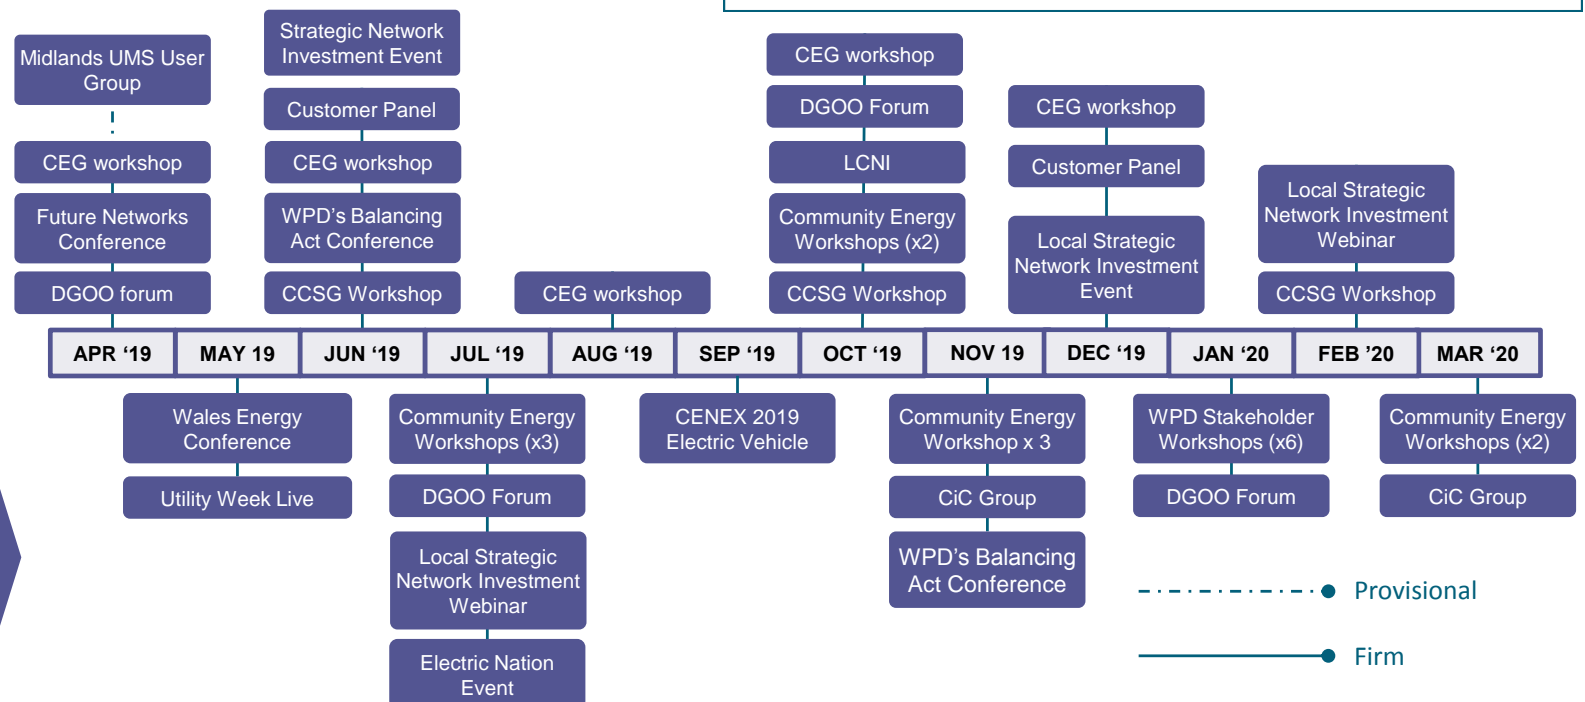 Midlands UMS User
Group
CEG workshop
Future Networks
Conference
DGOO forum
Strategic Network
Investment Event
Customer Panel
CEG workshop
WPD's Balancing
Act Conference
CCSG Workshop
CEG workshop
CEG workshop
DGOO Forum
LCNI
Community Energy
Workshops (x2)
CCSG Workshop
CEG workshop
Customer Panel
Local Strategic
Network Investment
Event
Local Strategic
Network Investment
Webinar
CCSG Workshop
APR ‘19
MAY 19
JUN ‘19
JUL ‘19
AUG ‘19
SEP ‘19
OCT ‘19
NOV 19
DEC ‘19
JAN ‘20
FEB ‘20
MAR ‘20
Wales Energy
Conference
Utility Week Live
Community Energy
Workshops (x3)
DGOO Forum
Local Strategic
Network Investment
Webinar
Electric Nation
Event
CENEX 2019
Electric Vehicle
Community Energy
Workshop x 3
CiC Group
WPD's Balancing
Act Conference
WPD Stakeholder
Workshops (x6)
DGOO Forum
Community Energy
Workshops (x2)
CiC Group
Provisional
Firm